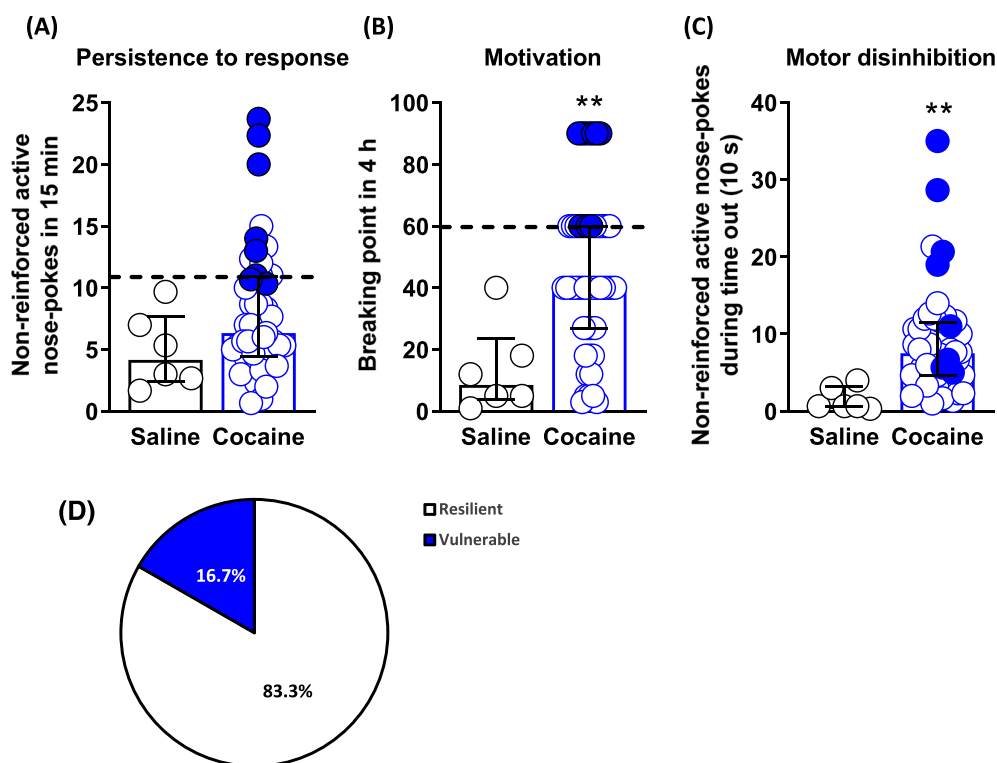 (A)
Persistence to response
Non-reinforced active
nose-pokes in 15 min
25
20
15
10
5
0
Saline Cocaine
(B)
Motivation
**
Breaking point in 4 h
100
80
60
40
20
0
Saline Cocaine
(C)
Motor disinhibition
**
Non-reinforced active nose-pokes
during time out (10 s)
40
30
20
10
0
Saline Cocaine
(D)
16.7%
83.3%
Resilient
Vulnerable